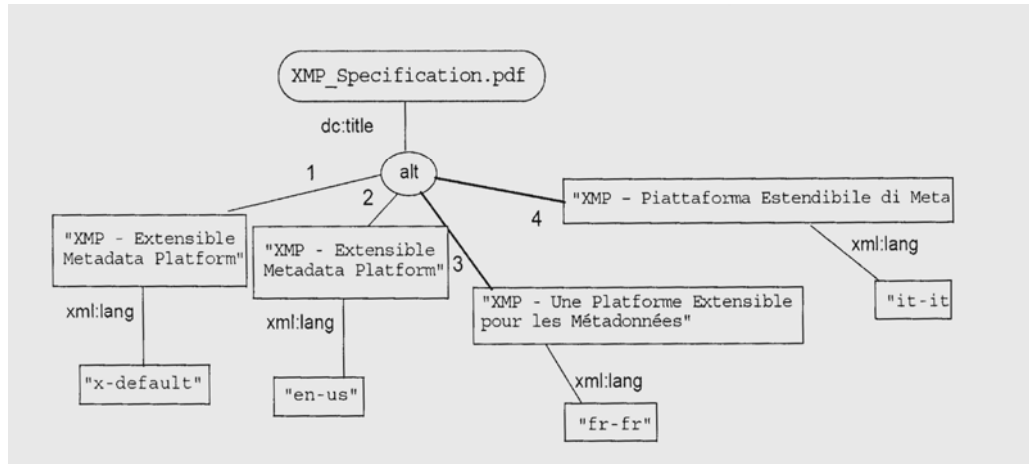 XMP_Specification.pdf
dc:title
alt
1
2
3
4
"XMP - Extensible
Metadata Platform"
xml:lang
"x-default"
"XMP - Extensible
Metadata Platform"
xml:lang
"en-us"
"XMP - Une Platforme Extensible
pour les Métadonnées"
xml:lang
"fr-fr"
"XMP - Piattaforma Estendibile di Meta
xml:lang
"it-it